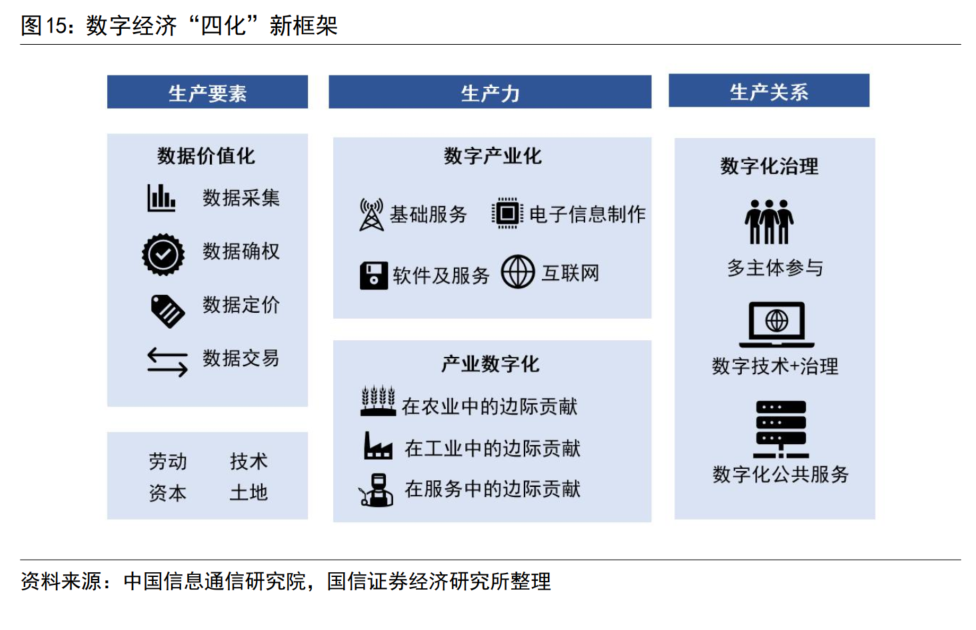 图15：数字经济“四化”新框架
生产要素
数据价值化
数据采集
数据确权
数据定价
数据交易
劳动 技术
资本 土地
生产力
数字产业化
基础服务 电子信息制作
软件及服务 互联网
产业数字化
在农业中的边际贡献
在工业中的边际贡献
在服务中的边际贡献
生产关系
数字化治理
多主体参与
数字技术+治理
数字化公共服务
资料来源：中国信息通信研究院，国信证券经济研究所整理